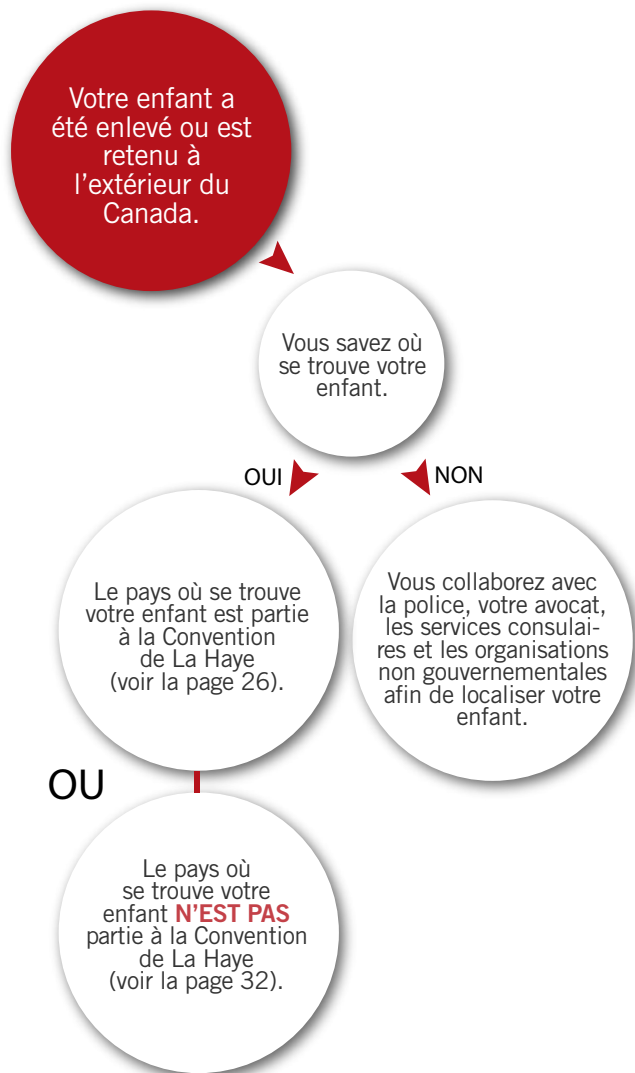 Votre enfant a
été enlevé ou est
retenu à
l'extérieur du
Canada.
Vous savez où
se trouve votre
enfant.
OUI
NON
Le pays où se trouve
votre enfant est partie
à la Convention
de La Haye
(voir la page 26).
Vous collaborez avec
la police, votre avocat,
les services consulai-
res et les organisations
non gouvernementales
afin de localiser votre
enfant.
OU
Le pays où
se trouve votre
enfant N'EST PAS
partie à la Convention
de La Haye
(voir la page 32).